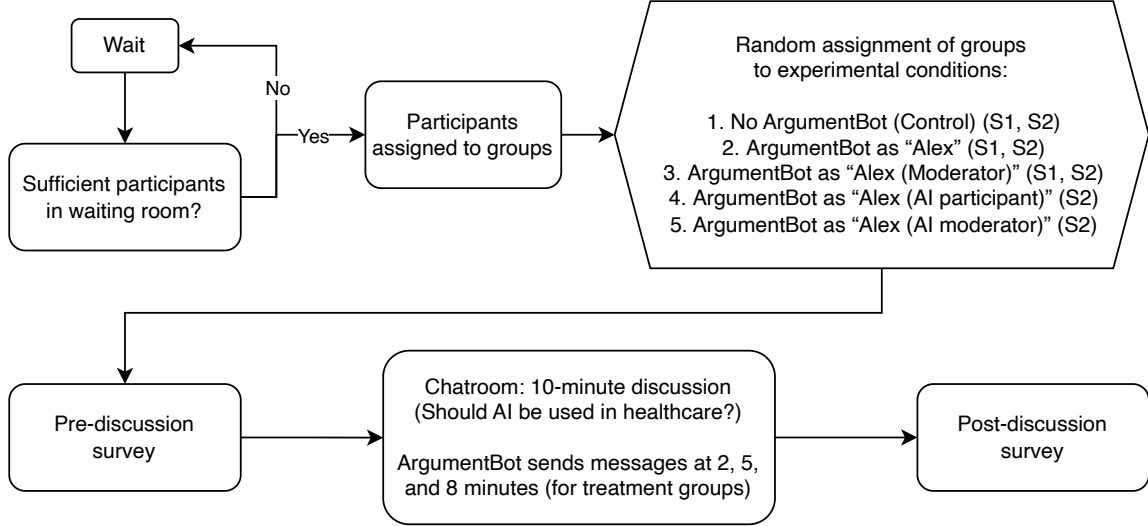 Wait
No
Sufficient participants
in waiting room?
Yes
Participants
assigned to groups
Random assignment of groups
to experimental conditions:
1. No ArgumentBot (Control) (S1, S2)
2. ArgumentBot as “Alex” (S1, S2)
3. ArgumentBot as “Alex (Moderator)” (S1, S2)
4. ArgumentBot as “Alex (AI participant)” (S2)
5. ArgumentBot as “Alex (AI moderator)” (S2)
Pre-discussion
survey
Chatroom: 10-minute discussion
(Should AI be used in healthcare?)
ArgumentBot sends messages at 2, 5,
and 8 minutes (for treatment groups)
Post-discussion
survey